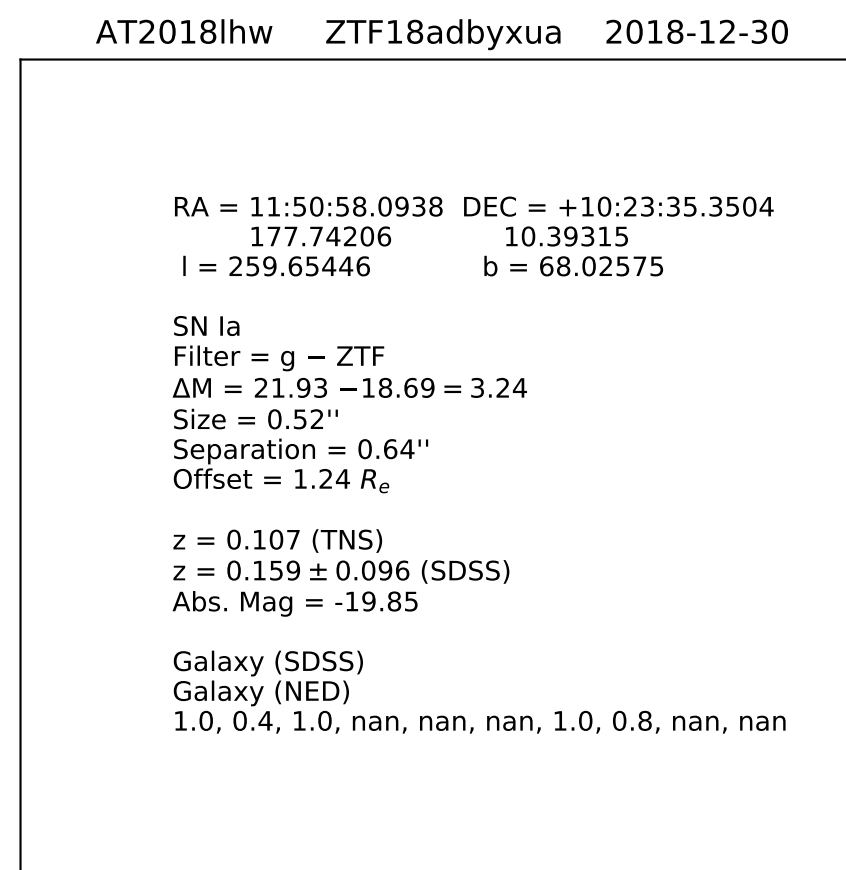 AT2018lhw ZTF18adbyxua 2018-12-30
RA = 11:50:58.0938 DEC = +10:23:35.3504
177.74206 10.39315
l = 259.65446 b = 68.02575
SN Ia
Filter = g − ZTF
ΔM = 21.93 −18.69 = 3.24
Size = 0.52''
Separation = 0.64''
Offset = 1.24 Re
z = 0.107 (TNS)
z = 0.159 ± 0.096 (SDSS)
Abs. Mag = -19.85
Galaxy (SDSS)
Galaxy (NED)
1.0, 0.4, 1.0, nan, nan, nan, 1.0, 0.8, nan, nan